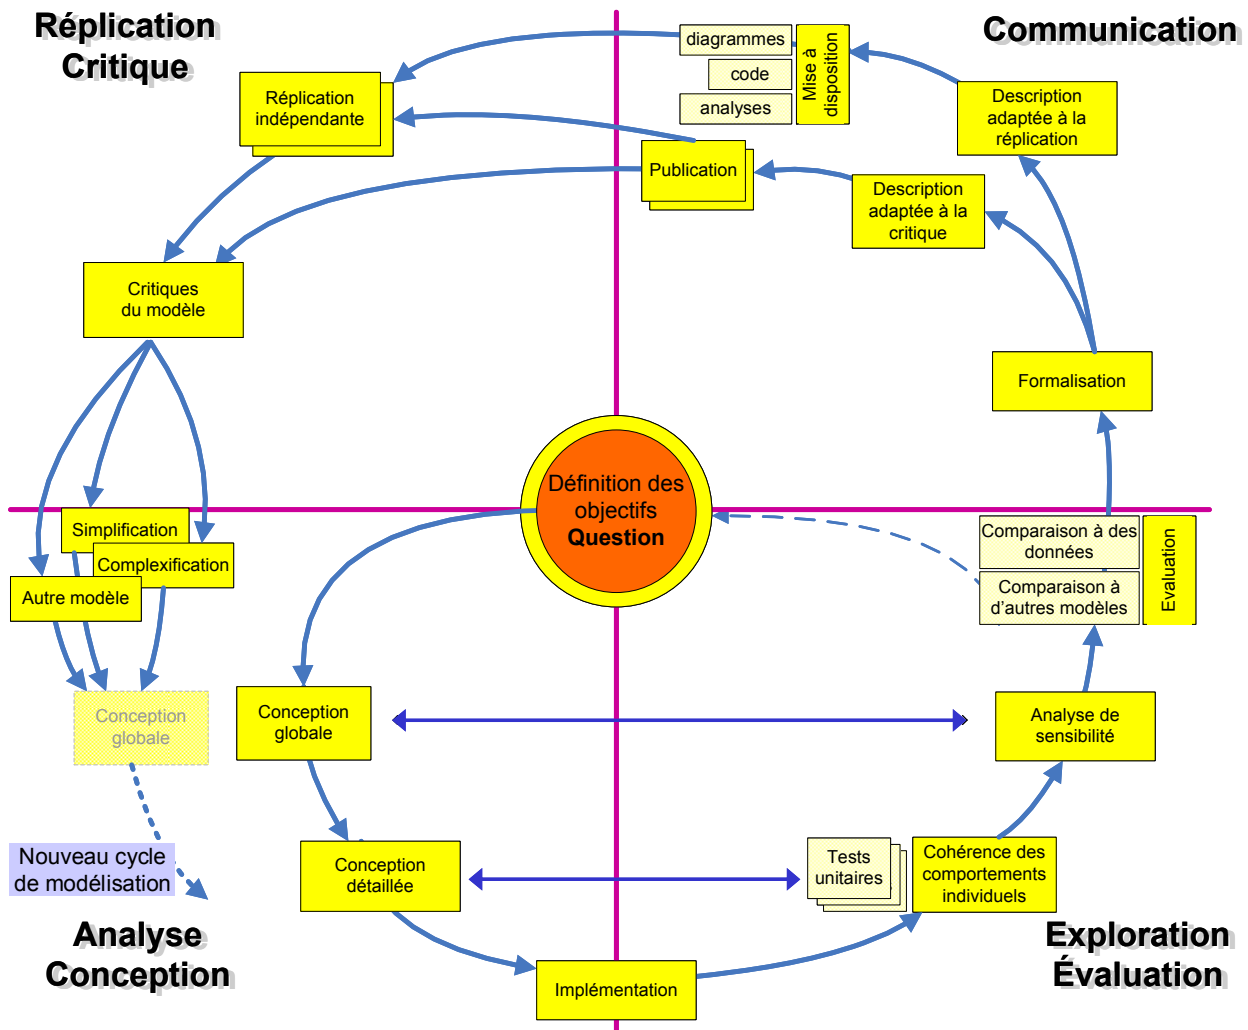 Réplication
Critique
Communication
diagrammes
code
analyses
Mise à
disposition
Description
adaptée à la
réplication
Réplication
indépendante
Publication
Description
adaptée à la
critique
Critiques
du modèle
Formalisation
Définition des
objectifs
Question
Simplification
Complexification
Autre modèle
Comparaison à des
données
Comparaison à
d'autres modèles
Evaluation
Conception
globale
Conception
globale
Analyse de
sensibilité
Nouveau cycle
de modélisation
Conception
détaillée
Tests
unitaires
Cohérence des
comportements
individuels
Analyse
Conception
Implémentation
Exploration
Évaluation